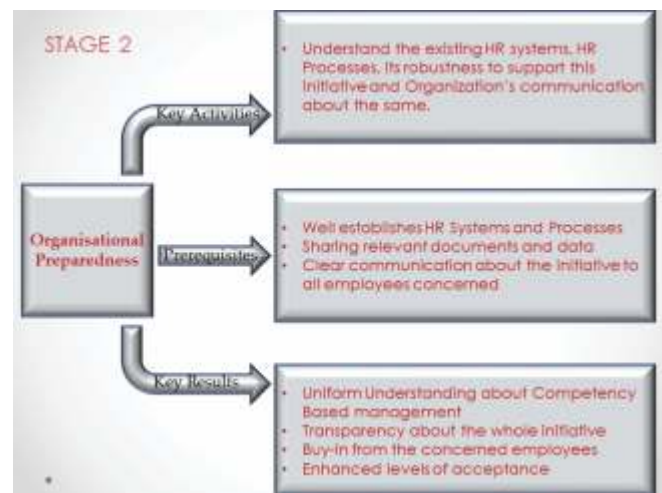 STAGE 2
Key Activities
• Understand the existing HR systems, HR
Processes, its robustness to support this
Initiative and Organization's communication
about the same.
Organisational
Preparedness
Prerequisites
• Well establishes HR Systems and Processes
• Sharing relevant documents and data
• Clear communication about the Initiative to
all employees concerned
Key Results
• Uniform Understanding about Competency
Based management
• Transparency about the whole initiative
• Buy-in from the concerned employees
• Enhanced levels of acceptance